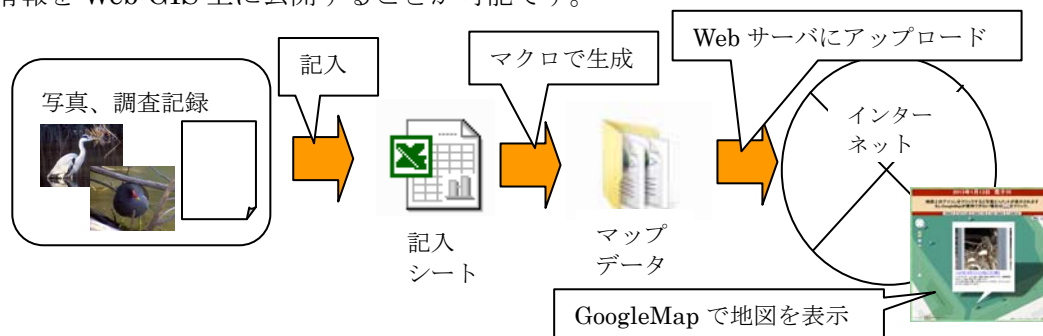 情報を Web GIS 上に公開することが可能です。
記入
マクロで生成
Web サーバにアップロード
写真、調査記録
インター
ネット
記入
シート
マップ
データ
GoogleMap で地図を表示